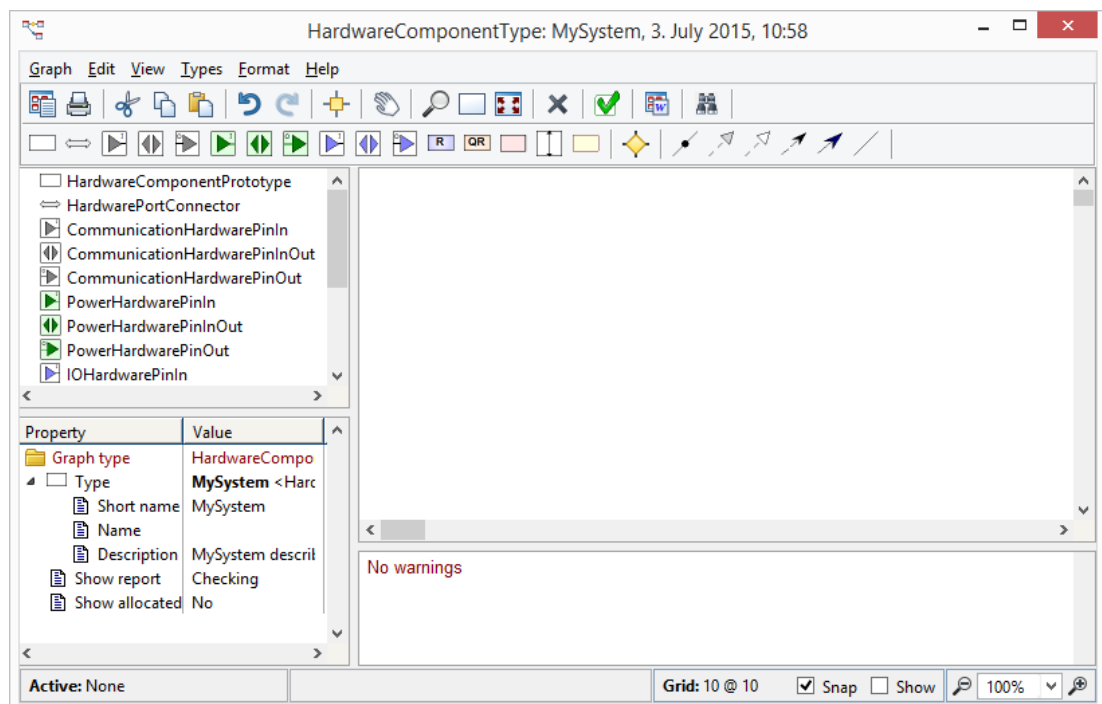 HardwareComponentType: MySystem, 3. July 2015, 10:58
Graph Edit View Types Format Help
R QR
HardwareComponentPrototype
HardwarePortConnector
CommunicationHardwarePinIn
CommunicationHardwarePinInOut
CommunicationHardwarePinOut
PowerHardwarePinIn
PowerHardwarePinInOut
PowerHardwarePinOut
IOHardwarePinIn
Property Value
Graph type HardwareCompo
Type MySystem <Harc
Short name MySystem
Name
Description MySystem describ
Show report Checking
Show allocated No
No warnings
Active: None Grid: 10 @ 10 Snap Show 100%